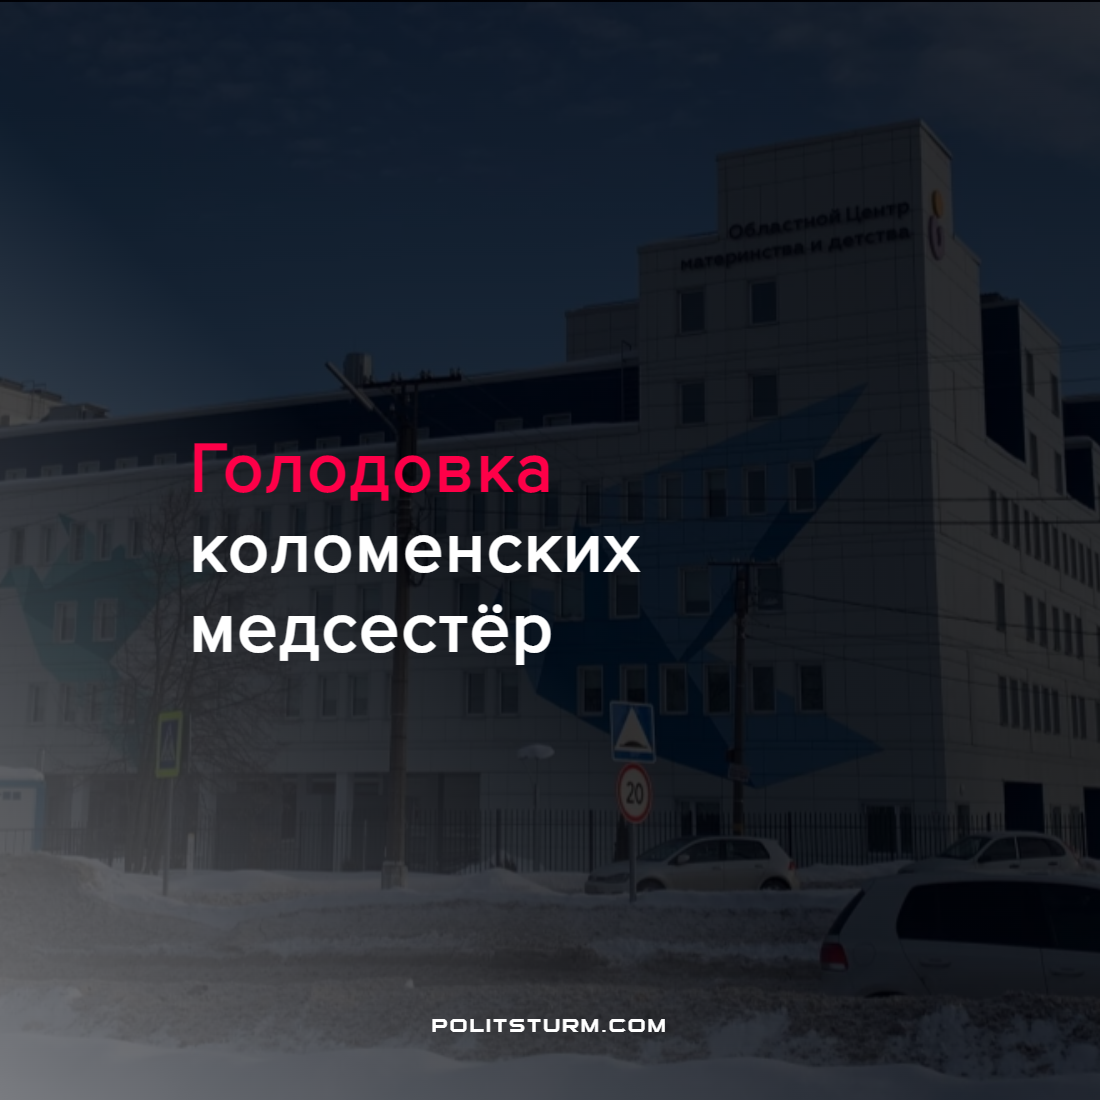 Областной Центр
материнства и детства
Голодовка
коломенских
медсестёр
20
POLITSTURM.COM